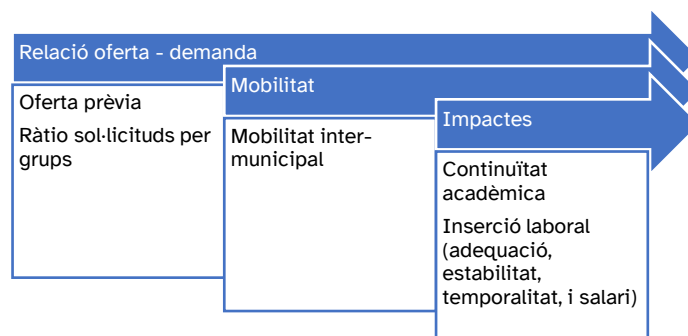 Relació oferta - demanda
Oferta prèvia
Ràtio sol·licituds per
grups
Mobilitat
Mobilitat inter-
municipal
Impactes
Continuïtat
acadèmica
Inserció laboral
(adequació,
estabilitat,
temporalitat, i salari)